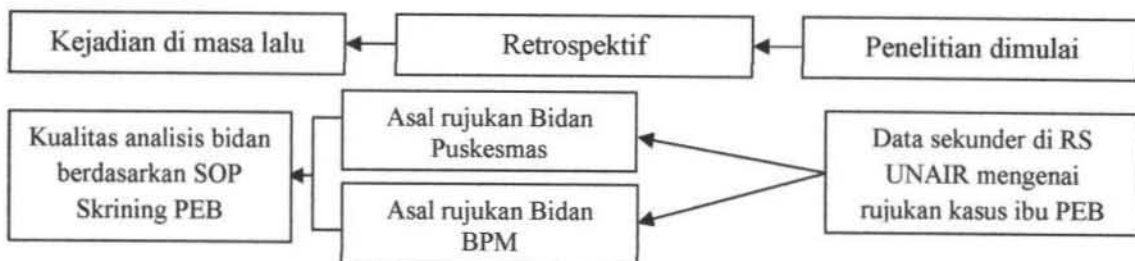 Kejadian di masa lalu
Retrospektif
Penelitian dimulai
Kualitas analisis bidan
berdasarkan SOP
Skrining PEB
Asal rujukan Bidan
Puskesmas
Asal rujukan Bidan
BPM
Data sekunder di RS
UNAIR mengenai
rujukan kasus ibu PEB